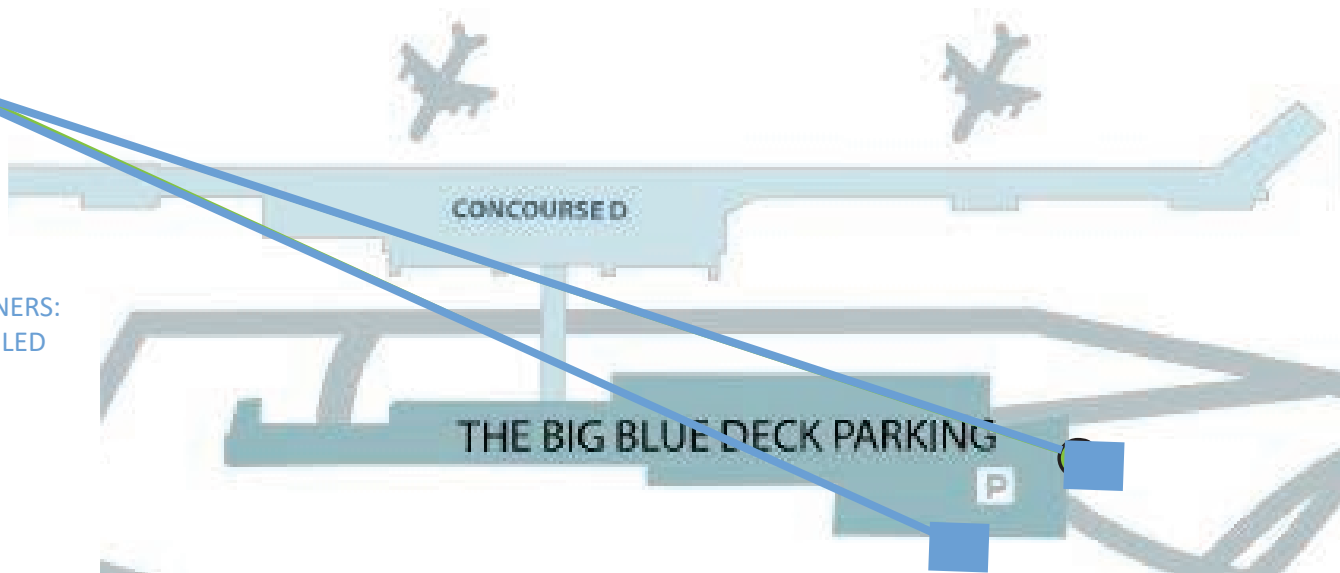 CONCOURSE D
NERS:
LED
THE BIG BLUE DECK PARKING
P